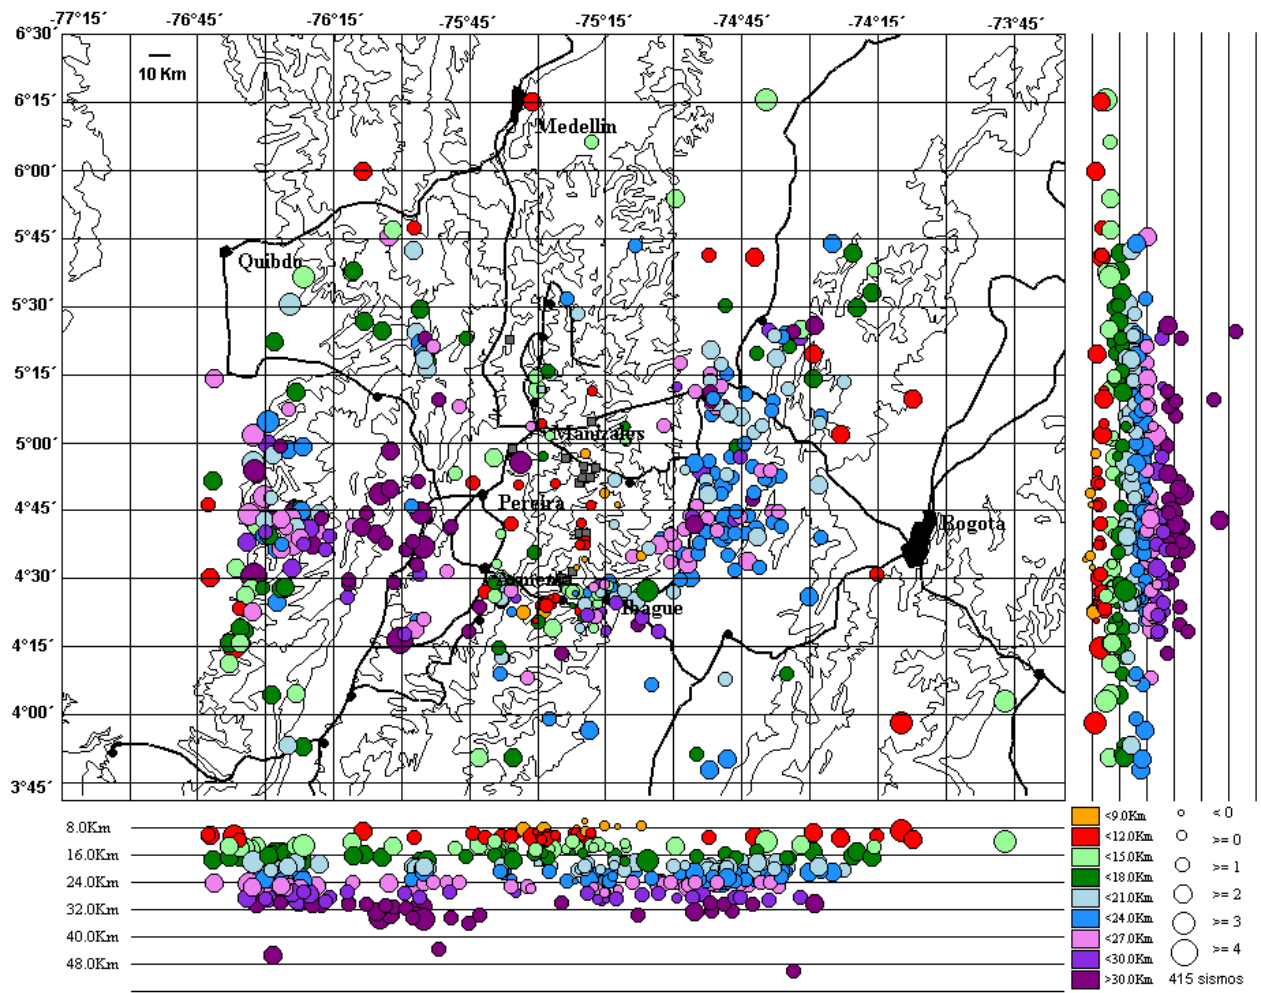 -77°15´ -76°45´ -76°15´ -75°45´ -75°15´ -74°45´ -74°15´ -73°45´
6°30´
10 Km
6°15´
Medellin
6°00´
5°45´
Quibdo
5°30´
5°15´
5°00´
Manizales
4°45´
Pereira
Bogota
4°30´
Armenia
Ibague
4°15´
4°00´
3°45´
8.0Km
16.0Km
24.0Km
32.0Km
40.0Km
48.0Km
<9.0Km < 0
<12.0Km >= 0
<15.0Km >= 1
<18.0Km >= 2
<21.0Km
<24.0Km >= 3
<27.0Km >= 4
<30.0Km
>30.0Km 415 sismos